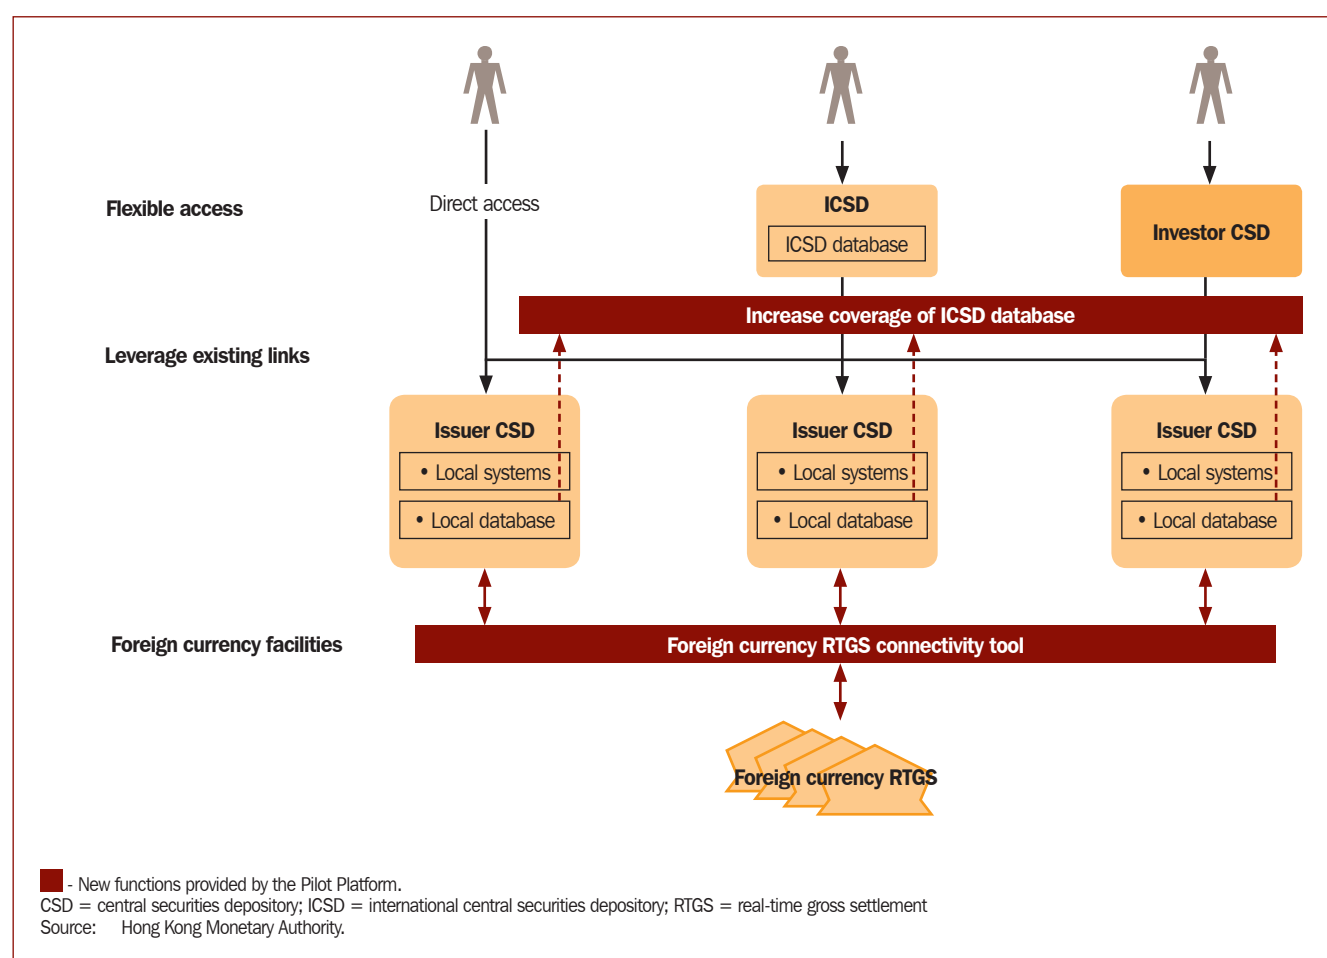 Flexible access
Direct access
ICSD
ICSD database
Investor CSD
Increase coverage of ICSD database
Leverage existing links
Issuer CSD
• Local systems
• Local database
Issuer CSD
• Local systems
• Local database
Issuer CSD
• Local systems
• Local database
Foreign currency facilities
Foreign currency RTGS connectivity tool
Foreign currency RTGS
- New functions provided by the Pilot Platform.
CSD = central securities depository; ICSD = international central securities depository; RTGS = real-time gross settlement
Source: Hong Kong Monetary Authority.